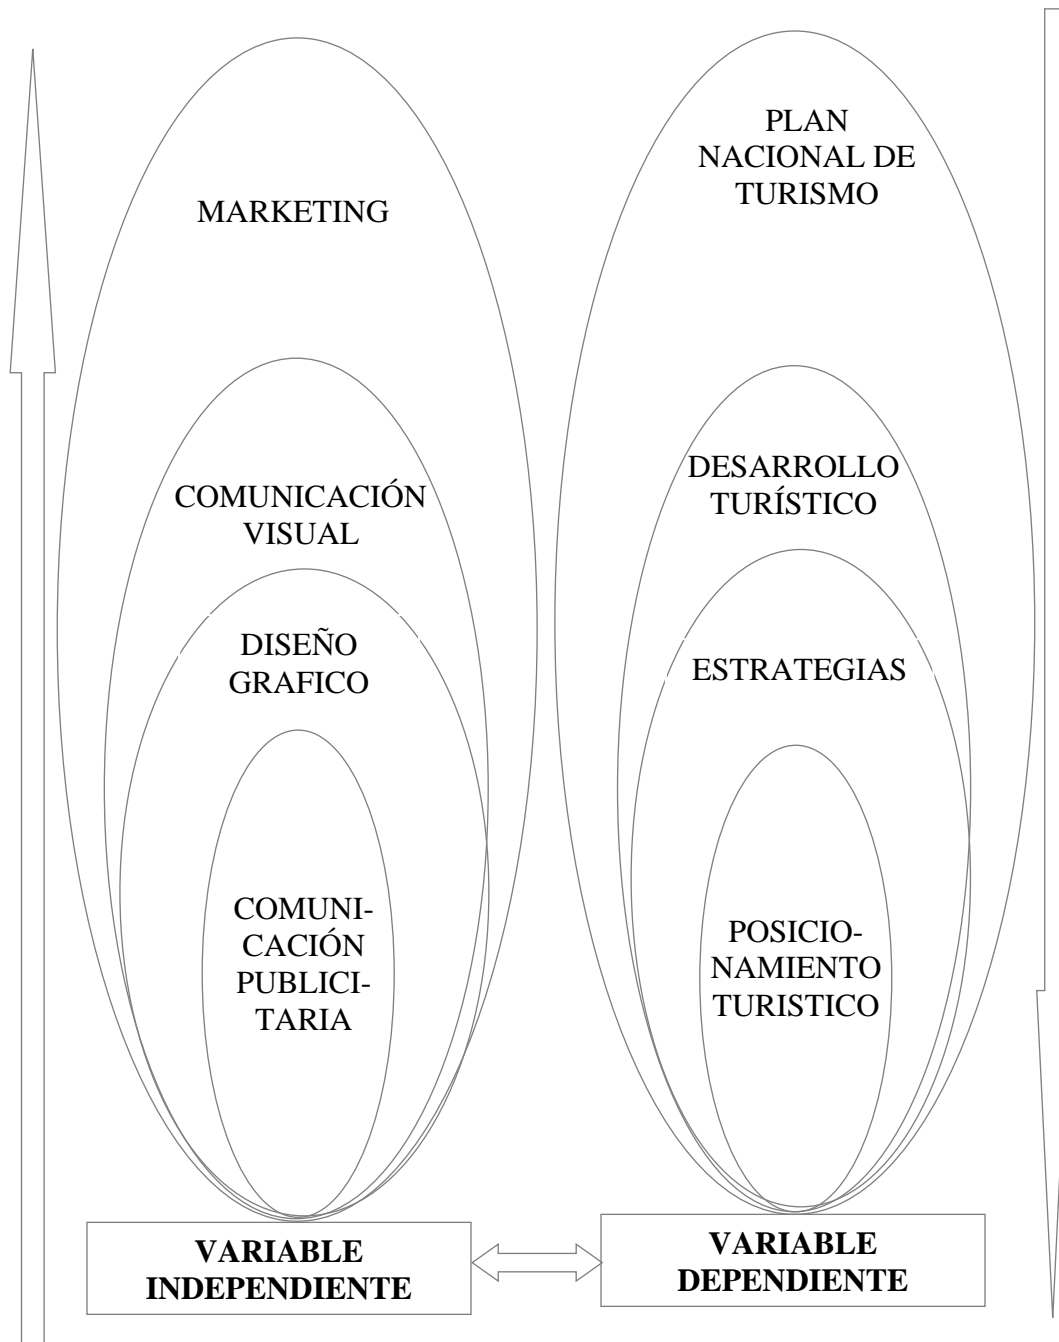 MARKETING
COMUNICACIÓN
VISUAL
DISEÑO
GRAFICO
COMUNI-
CACIÓN
PUBLICI-
TARIA
VARIABLE
INDEPENDIENTE
PLAN
NACIONAL DE
TURISMO
DESARROLLO
TURÍSTICO
ESTRATEGIAS
POSICIO-
NAMIENTO
TURISTICO
VARIABLE
DEPENDIENTE